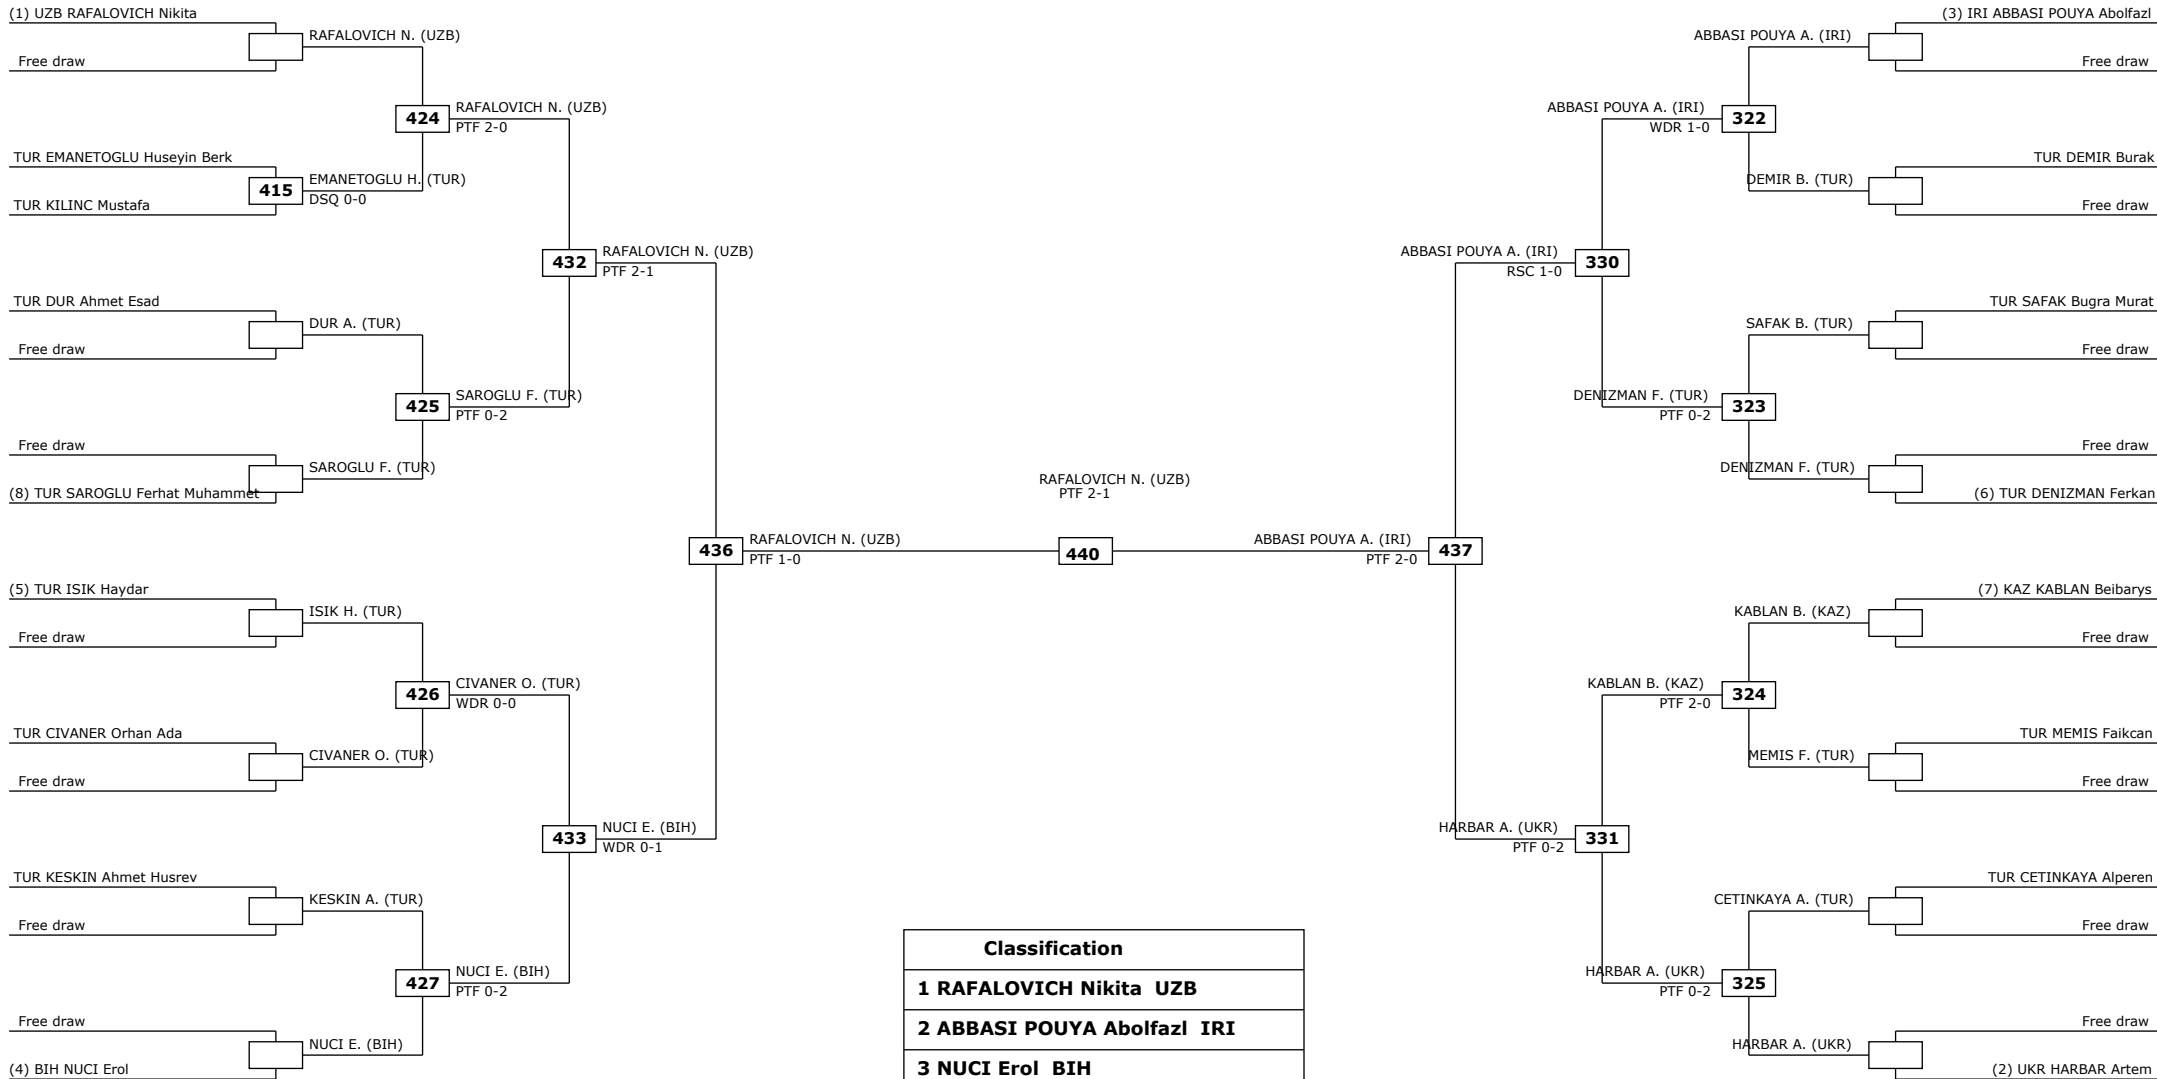 (1) UZB RAFALOVICH Nikita
RAFALOVICH N. (UZB)
Free draw
424
RAFALOVICH N. (UZB)
PTF 2-0
TUR EMANETOGLU Huseyin Berk
415
EMANETOGLU H. (TUR)
DSQ 0-0
TUR KILINC Mustafa
432
RAFALOVICH N. (UZB)
PTF 2-1
TUR DUR Ahmet Esad
DUR A. (TUR)
Free draw
425
SAROGLU F. (TUR)
PTF 0-2
Free draw
SAROGLU F. (TUR)
(8) TUR SAROGLU Ferhat Muhammet
436
RAFALOVICH N. (UZB)
PTF 1-0
(5) TUR ISIK Haydar
ISIK H. (TUR)
Free draw
426
CIVANER O. (TUR)
WDR 0-0
TUR CIVANER Orhan Ada
CIVANER O. (TUR)
Free draw
433
NUCI E. (BIH)
WDR 0-1
TUR KESKIN Ahmet Husrev
KESKIN A. (TUR)
Free draw
427
NUCI E. (BIH)
PTF 0-2
Free draw
NUCI E. (BIH)
(4) BIH NUCI Erol
RAFALOVICH N. (UZB)
PTF 2-1
440
(3) IRI ABBASI POUYA Abolfazl
ABBASI POUYA A. (IRI)
Free draw
ABBASI POUYA A. (IRI)
WDR 1-0
322
TUR DEMIR Burak
DEMIR B. (TUR)
Free draw
ABBASI POUYA A. (IRI)
RSC 1-0
330
TUR SAFAK Bugra Murat
SAFAK B. (TUR)
Free draw
DENIZMAN F. (TUR)
PTF 0-2
323
Free draw
DENIZMAN F. (TUR)
(6) TUR DENIZMAN Ferkan
ABBASI POUYA A. (IRI)
PTF 2-0
437
(7) KAZ KABLAN Beibarys
KABLAN B. (KAZ)
Free draw
KABLAN B. (KAZ)
PTF 2-0
324
TUR MEMIS Faikcan
MEMIS F. (TUR)
Free draw
HARBAR A. (UKR)
PTF 0-2
331
TUR CETINKAYA Alperen
CETINKAYA A. (TUR)
Free draw
HARBAR A. (UKR)
PTF 0-2
325
Free draw
HARBAR A. (UKR)
(2) UKR HARBAR Artem
Classification
1 RAFALOVICH Nikita UZB
2 ABBASI POUYA Abolfazl IRI
3 NUCI Erol BIH